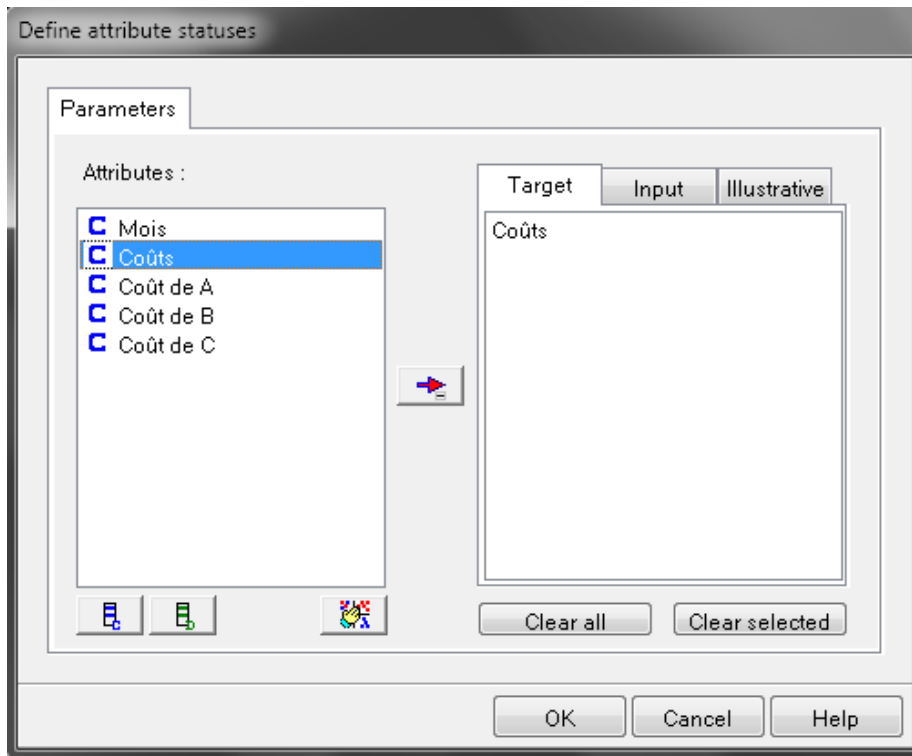 Define attribute statuses
Parameters
Attributes :
C Mois
C Coûts
C Coût de A
C Coût de B
C Coût de C
Target
Input
Illustrative
Coûts
Clear all
Clear selected
OK
Cancel
Help